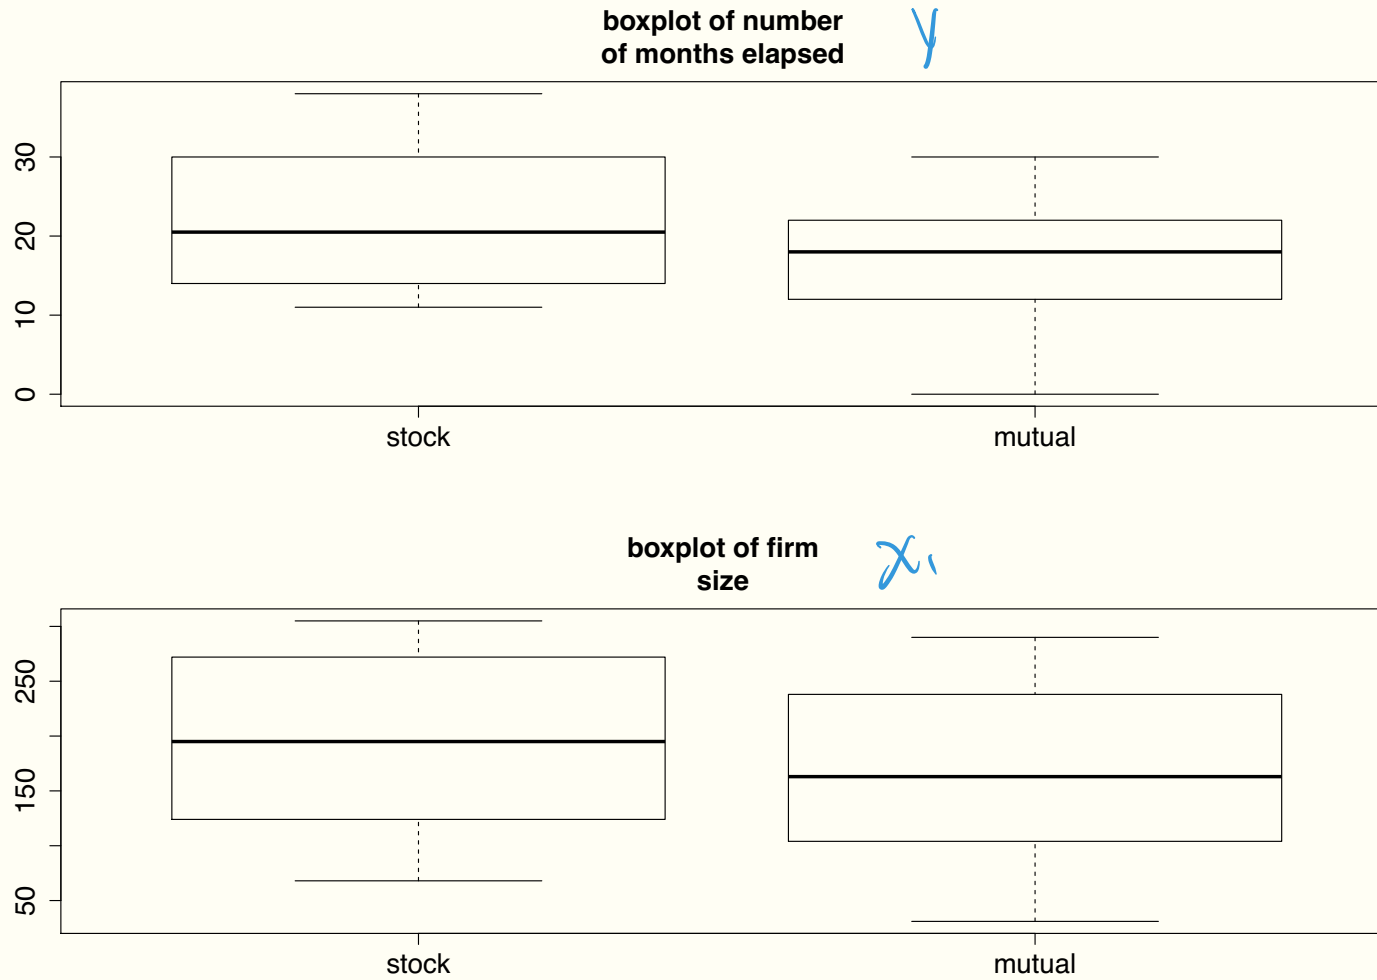 boxplot of number
of months elapsed y
30
20
10
0
stock mutual
boxplot of firm
size x₁
250
150
50
stock mutual